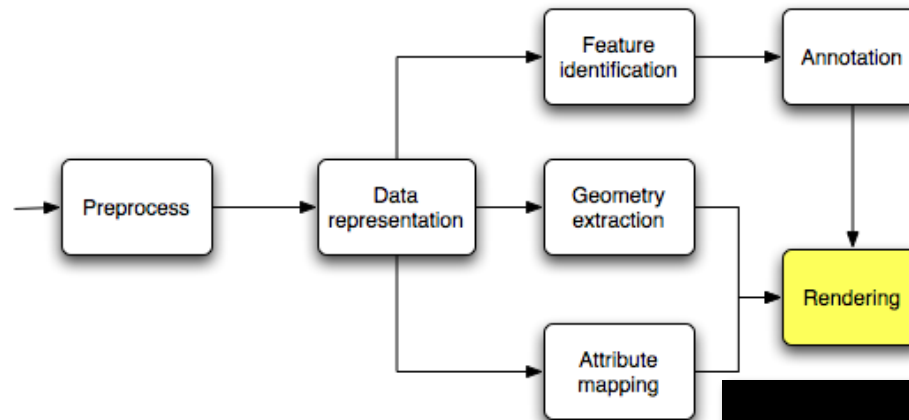 Feature
identification
Annotation
Preprocess
Data
representation
Geometry
extraction
Rendering
Attribute
mapping